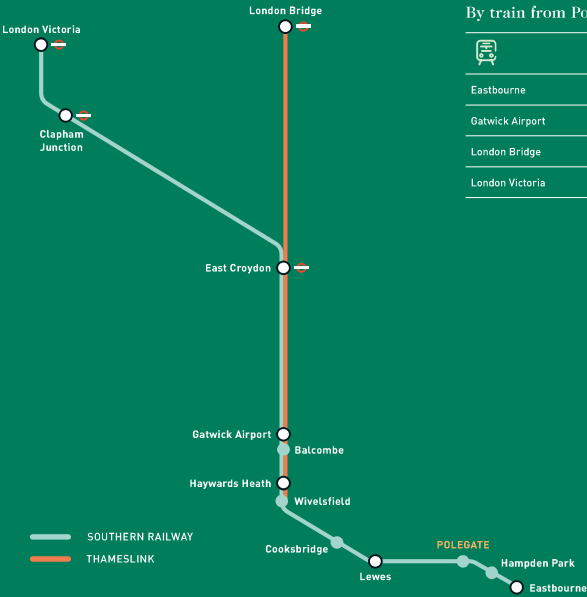 London Bridge
By train from Po
London Victoria
Eastbourne
Gatwick Airport
Clapham
Junction
London Bridge
London Victoria
East Croydon
Gatwick Airport
Balcombe
Haywards Heath
Wivelsfield
SOUTHERN RAILWAY
THAMESLINK
Cooksbridge
POLEGATE
Hampden Park
Lewes
Eastbourne